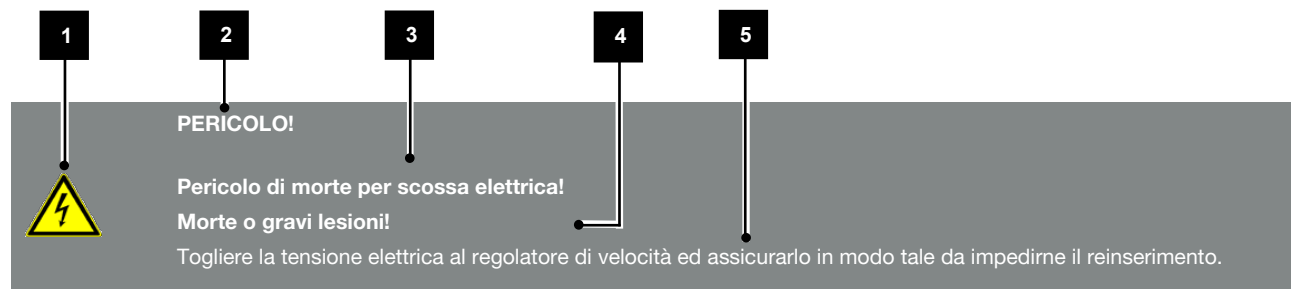 1 2 3 4 5
PERICOLO!
Pericolo di morte per scossa elettrica!
Morte o gravi lesioni!
Togliere la tensione elettrica al regolatore di velocità ed assicurarlo in modo tale da impedirne il reinserimento.